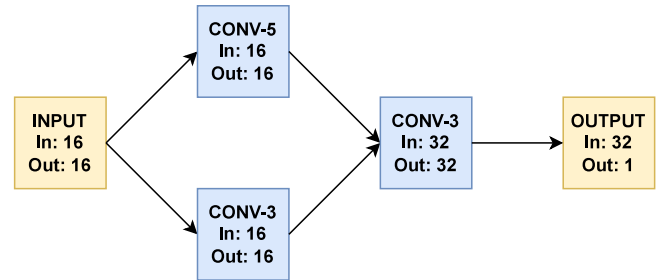 INPUT
In: 16
Out: 16
CONV-5
In: 16
Out: 16
CONV-3
In: 16
Out: 16
CONV-3
In: 32
Out: 32
OUTPUT
In: 32
Out: 1